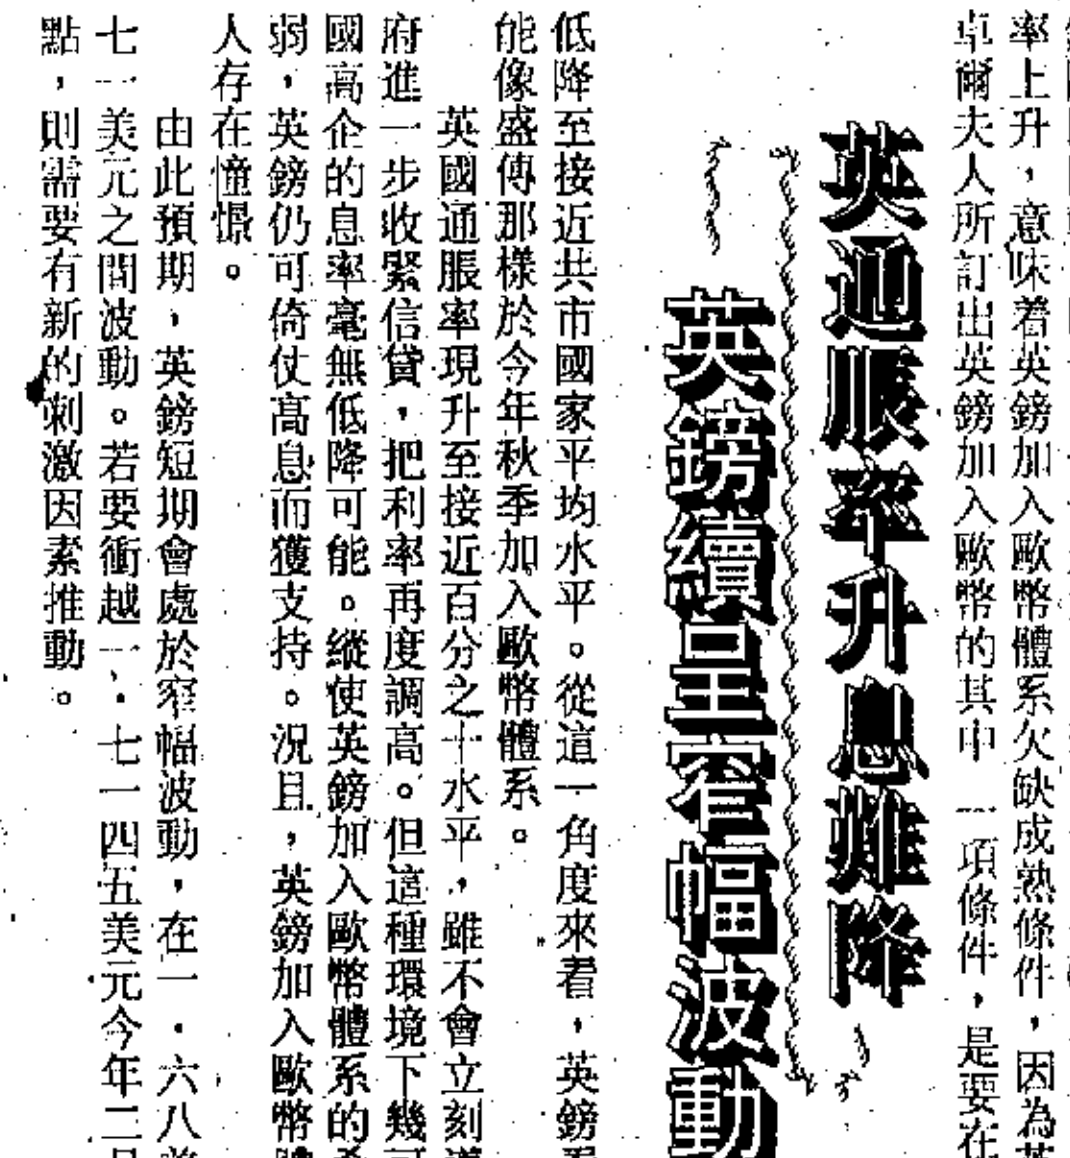 率上升，意味着英鎊加入歐幣體系欠缺成熟條件，因為英
卓爾夫人所訂出英鎊加入歐幣的其中一項條件，是要在
英通脹率升息難降
英鎊續呈窄幅波動
低降至接近共市國家平均水平。從這一角度來看，英鎊
能像盛傳那樣於今年秋季加入歐幣體系。
英國通脹率現升至接近百分之十水平，雖不會立刻導
府進一步收緊信貸，把利率再度調高。但這種環境下幾可
國高企的息率毫無低降可能。縱使英鎊加入歐幣體系的
弱，英鎊仍可倚仗高息而獲支持。況且，英鎊加入歐幣體
人存在憧憬。
由此預期，英鎊短期會處於窄幅波動，在一．六八美
七一美元之間波動。若要衝越一．七一四五美元今年二月
點，則需要有新的刺激因素推動。